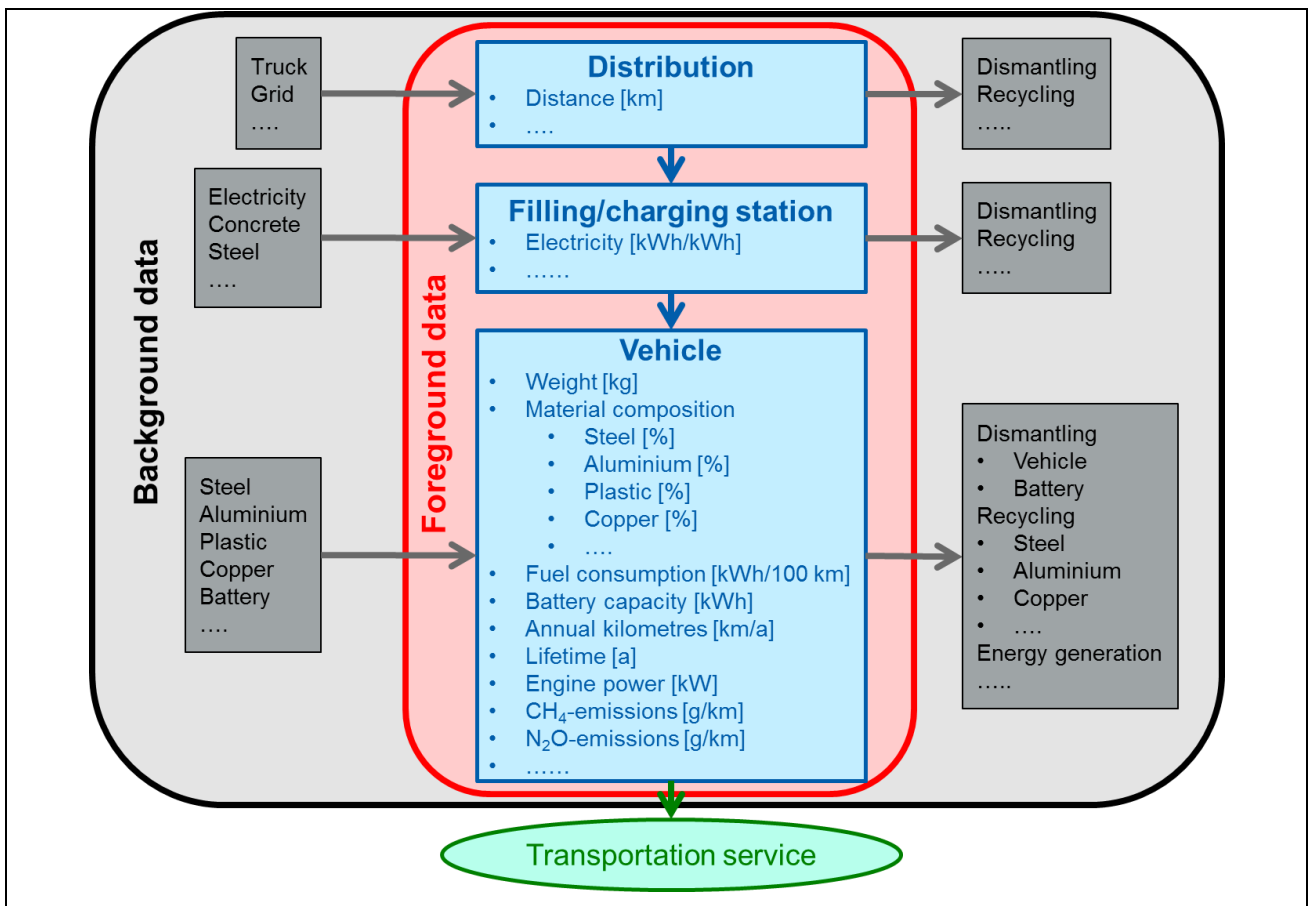 Background data
Foreground data
Truck
Grid
….
Distribution
• Distance [km]
• ….
Dismantling
Recycling
…..
Electricity
Concrete
Steel
….
Filling/charging station
• Electricity [kWh/kWh]
• ……
Dismantling
Recycling
…..
Steel
Aluminium
Plastic
Copper
Battery
….
Vehicle
• Weight [kg]
• Material composition
• Steel [%]
• Aluminium [%]
• Plastic [%]
• Copper [%]
• ….
• Fuel consumption [kWh/100 km]
• Battery capacity [kWh]
• Annual kilometres [km/a]
• Lifetime [a]
• Engine power [kW]
• CH₄-emissions [g/km]
• N₂O-emissions [g/km]
• ……
Dismantling
• Vehicle
• Battery
Recycling
• Steel
• Aluminium
• Copper
• ….
Energy generation
…..
Transportation service